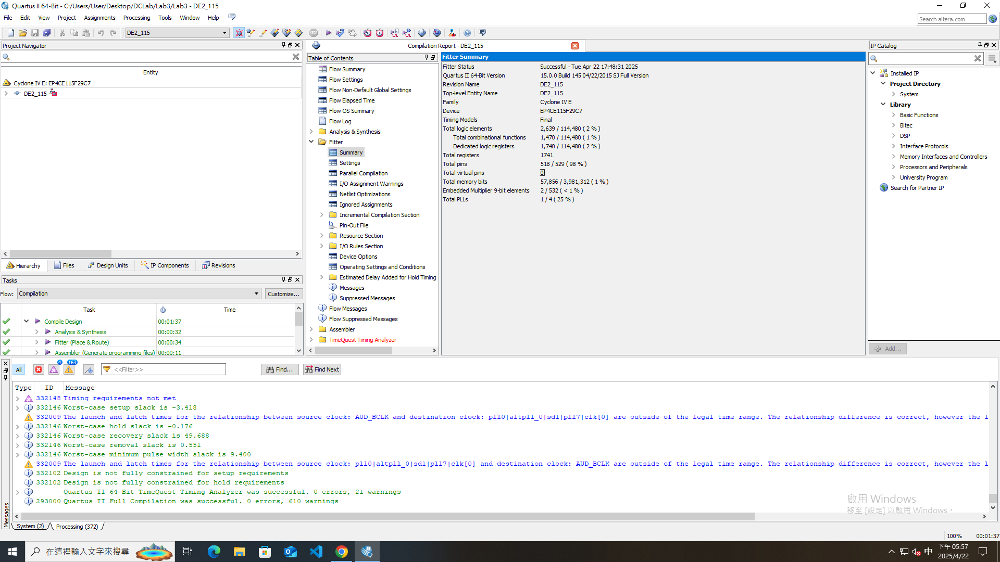 Quartus II 64-Bit - C:/Users/User/Desktop/DCLab/Lab3/Lab3 - DE2_115
File Edit View Project Assignments Processing Tools Window Help
Search altera.com
DE2_115
STOP
Project Navigator
Entity
Cyclone IV E: EP4CE115F29C7
DE2_115
Hierarchy Files Design Units IP Components Revisions
Tasks
Flow: Compilation Customize...
Task Time
Compile Design 00:01:37
Analysis & Synthesis 00:00:32
Fitter (Place & Route) 00:00:34
Assembler (Generate programming files) 00:00:11
Compilation Report - DE2_115
Table of Contents
Flow Summary
Flow Settings
Flow Non-Default Global Settings
Flow Elapsed Time
Flow OS Summary
Flow Log
Analysis & Synthesis
Fitter
Summary
Settings
Parallel Compilation
I/O Assignment Warnings
Netlist Optimizations
Ignored Assignments
Incremental Compilation Section
Pin-Out File
Resource Section
I/O Rules Section
Device Options
Operating Settings and Conditions
Estimated Delay Added for Hold Timing
Messages
Suppressed Messages
Flow Messages
Flow Suppressed Messages
Assembler
TimeQuest Timing Analyzer
Fitter Summary
Fitter Status Successful - Tue Apr 22 17:48:31 2025
Quartus II 64-Bit Version 15.0.0 Build 145 04/22/2015 SJ Full Version
Revision Name DE2_115
Top-level Entity Name DE2_115
Family Cyclone IV E
Device EP4CE115F29C7
Timing Models Final
Total logic elements 2,639 / 114,480 ( 2 % )
Total combinational functions 1,470 / 114,480 ( 1 % )
Dedicated logic registers 1,740 / 114,480 ( 2 % )
Total registers 1741
Total pins 518 / 529 ( 98 % )
Total virtual pins 0
Total memory bits 57,856 / 3,981,312 ( 1 % )
Embedded Multiplier 9-bit elements 2 / 532 ( < 1 % )
Total PLLs 1 / 4 ( 25 % )
IP Catalog
Installed IP
Project Directory
System
Library
Basic Functions
Bitec
DSP
Interface Protocols
Memory Interfaces and Controllers
Processors and Peripherals
University Program
Search for Partner IP
Add...
All 4 163 <<Filter>> Find... Find Next
Type ID Message
332148 Timing requirements not met
332146 Worst-case setup slack is -3.418
332009 The launch and latch times for the relationship between source clock: AUD_BCLK and destination clock: pll0|altpll_0|sd1|pll7|clk[0] are outside of the legal time range. The relationship difference is correct, however the l
332146 Worst-case hold slack is -0.176
332146 Worst-case recovery slack is 49.688
332146 Worst-case removal slack is 0.551
332146 Worst-case minimum pulse width slack is 9.400
332009 The launch and latch times for the relationship between source clock: pll0|altpll_0|sd1|pll7|clk[0] and destination clock: AUD_BCLK are outside of the legal time range. The relationship difference is correct, however the l
332102 Design is not fully constrained for setup requirements
332102 Design is not fully constrained for hold requirements
Quartus II 64-Bit TimeQuest Timing Analyzer was successful. 0 errors, 21 warnings
293000 Quartus II Full Compilation was successful. 0 errors, 610 warnings
Messages
System (2) Processing (372)
啟用 Windows
移至 [設定] 以啟用 Windows。
100% 00:01:37
在這裡輸入文字來搜尋
中
下午 05:57
2025/4/22